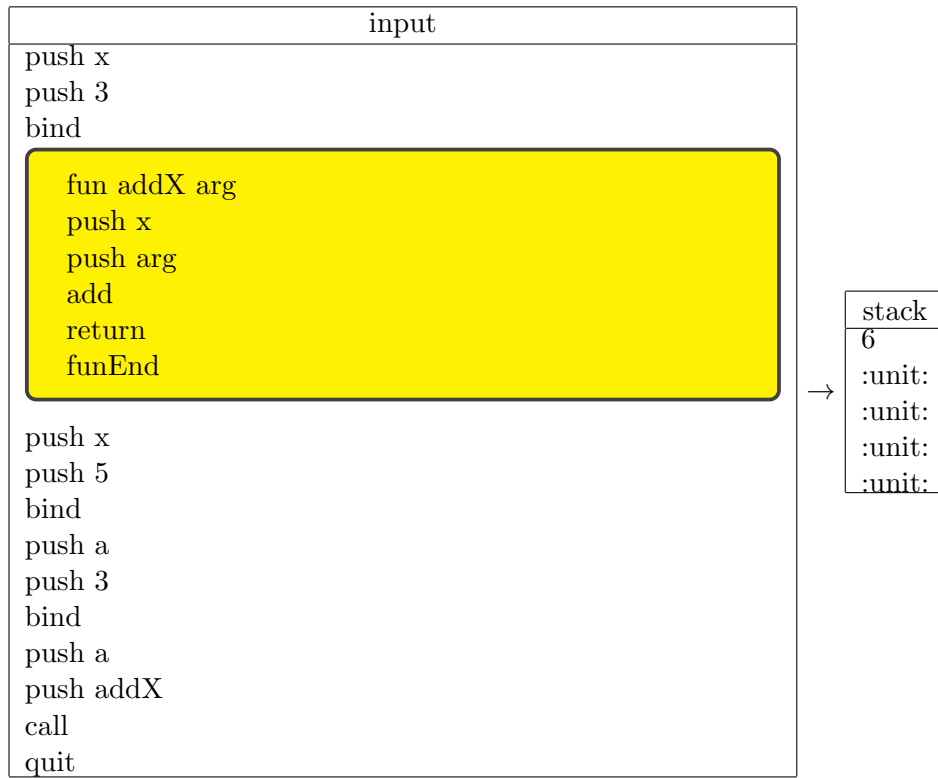 input
push x
push 3
bind
fun addX arg
push x
push arg
add
return
funEnd
push x
push 5
bind
push a
push 3
bind
push a
push addX
call
quit
→
stack
6
:unit:
:unit:
:unit:
:unit: